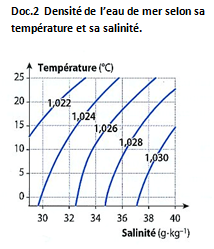 Doc.2 Densité de l'eau de mer selon sa
température et sa salinité.
Température (°C)
25
20
15
10
5
0
1,022
1,024
1,026
1,028
1,030
30 32 34 36 38 40
Salinité (g·kg⁻¹)